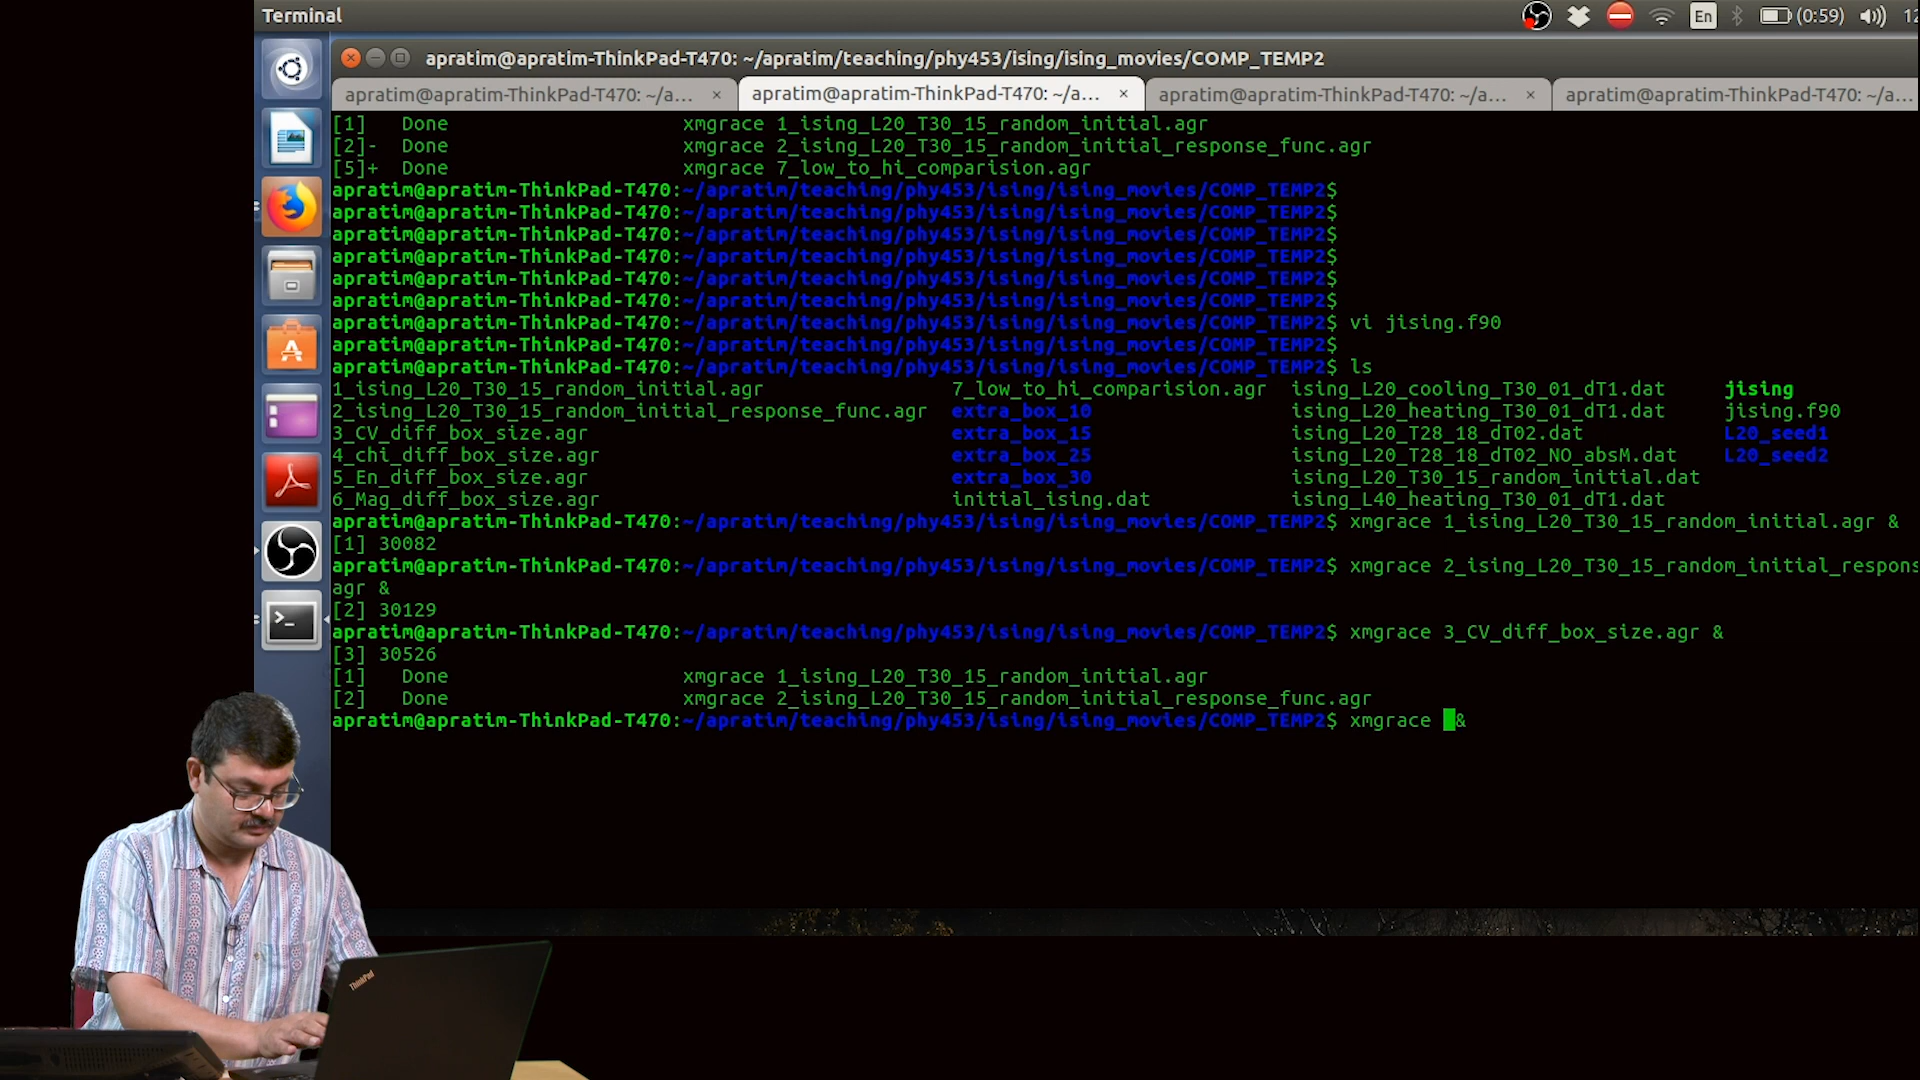 Terminal
En
(0:59)
12
apratim@apratim-ThinkPad-T470: ~/apratim/teaching/phy453/ising/ising_movies/COMP_TEMP2
apratim@apratim-ThinkPad-T470: ~/a... × apratim@apratim-ThinkPad-T470: ~/a... × apratim@apratim-ThinkPad-T470: ~/a... × apratim@apratim-ThinkPad-T470: ~/a...
[1] Done xmgrace 1_ising_L20_T30_15_random_initial.agr
[2]- Done xmgrace 2_ising_L20_T30_15_random_initial_response_func.agr
[5]+ Done xmgrace 7_low_to_hi_comparision.agr
apratim@apratim-ThinkPad-T470:~/apratim/teaching/phy453/ising/ising_movies/COMP_TEMP2$
apratim@apratim-ThinkPad-T470:~/apratim/teaching/phy453/ising/ising_movies/COMP_TEMP2$
apratim@apratim-ThinkPad-T470:~/apratim/teaching/phy453/ising/ising_movies/COMP_TEMP2$
apratim@apratim-ThinkPad-T470:~/apratim/teaching/phy453/ising/ising_movies/COMP_TEMP2$
apratim@apratim-ThinkPad-T470:~/apratim/teaching/phy453/ising/ising_movies/COMP_TEMP2$
apratim@apratim-ThinkPad-T470:~/apratim/teaching/phy453/ising/ising_movies/COMP_TEMP2$
apratim@apratim-ThinkPad-T470:~/apratim/teaching/phy453/ising/ising_movies/COMP_TEMP2$ vi jising.f90
apratim@apratim-ThinkPad-T470:~/apratim/teaching/phy453/ising/ising_movies/COMP_TEMP2$
apratim@apratim-ThinkPad-T470:~/apratim/teaching/phy453/ising/ising_movies/COMP_TEMP2$ ls
1_ising_L20_T30_15_random_initial.agr 7_low_to_hi_comparision.agr ising_L20_cooling_T30_01_dT1.dat jising
2_ising_L20_T30_15_random_initial_response_func.agr extra_box_10 ising_L20_heating_T30_01_dT1.dat jising.f90
3_CV_diff_box_size.agr extra_box_15 ising_L20_T28_18_dT02.dat L20_seed1
4_chi_diff_box_size.agr extra_box_25 ising_L20_T28_18_dT02_NO_absM.dat L20_seed2
5_En_diff_box_size.agr extra_box_30 ising_L20_T30_15_random_initial.dat
6_Mag_diff_box_size.agr initial_ising.dat ising_L40_heating_T30_01_dT1.dat
apratim@apratim-ThinkPad-T470:~/apratim/teaching/phy453/ising/ising_movies/COMP_TEMP2$ xmgrace 1_ising_L20_T30_15_random_initial.agr &
[1] 30082
apratim@apratim-ThinkPad-T470:~/apratim/teaching/phy453/ising/ising_movies/COMP_TEMP2$ xmgrace 2_ising_L20_T30_15_random_initial_respons
agr &
[2] 30129
apratim@apratim-ThinkPad-T470:~/apratim/teaching/phy453/ising/ising_movies/COMP_TEMP2$ xmgrace 3_CV_diff_box_size.agr &
[3] 30526
[1] Done xmgrace 1_ising_L20_T30_15_random_initial.agr
[2] Done xmgrace 2_ising_L20_T30_15_random_initial_response_func.agr
apratim@apratim-ThinkPad-T470:~/apratim/teaching/phy453/ising/ising_movies/COMP_TEMP2$ xmgrace &
ThinkPad